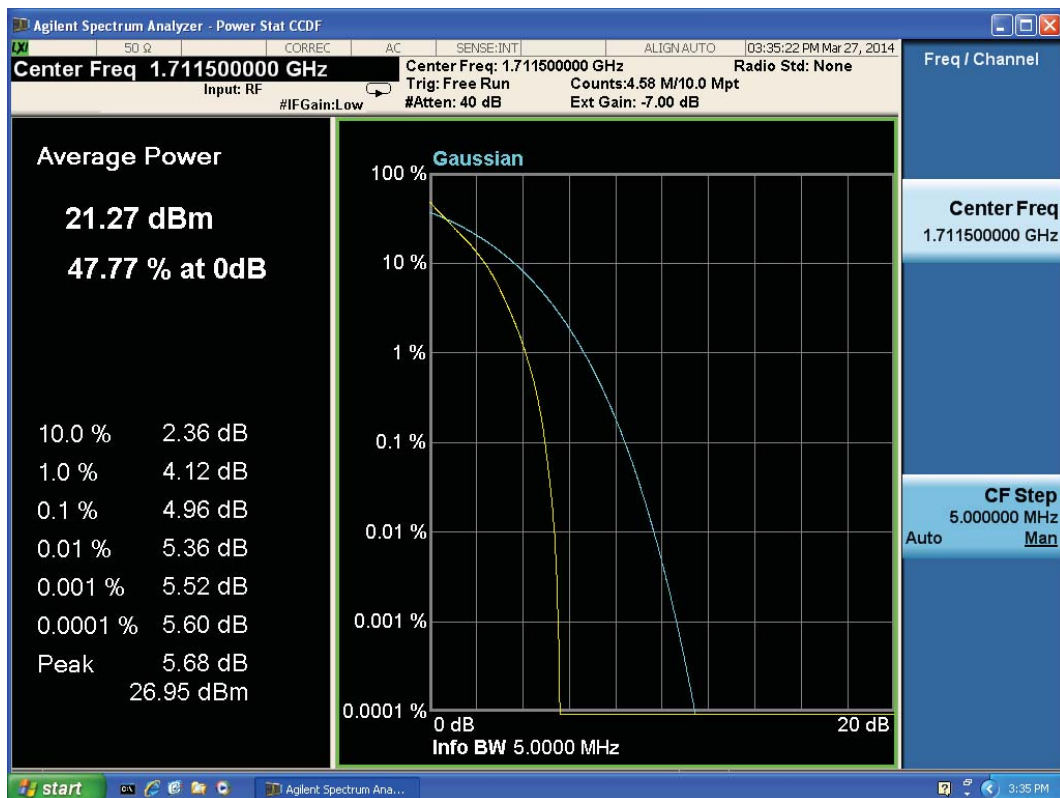 Agilent Spectrum Analyzer - Power Stat CCDF
LXI 50 Ω CORREC AC SENSE:INT ALIGNAUTO 03:35:22 PM Mar 27, 2014
Center Freq 1.711500000 GHz
Input: RF
#IFGain:Low
Center Freq: 1.711500000 GHz
Radio Std: None
Trig: Free Run
Counts:4.58 M/10.0 Mpt
#Atten: 40 dB
Ext Gain: -7.00 dB
Average Power
21.27 dBm
47.77 % at 0dB
10.0 % 2.36 dB
1.0 % 4.12 dB
0.1 % 4.96 dB
0.01 % 5.36 dB
0.001 % 5.52 dB
0.0001 % 5.60 dB
Peak 5.68 dB
26.95 dBm
Gaussian
100 %
10 %
1 %
0.1 %
0.01 %
0.001 %
0.0001 %
0 dB
20 dB
Info BW 5.0000 MHz
Freq / Channel
Center Freq
1.711500000 GHz
CF Step
5.000000 MHz
Auto Man
start
Agilent Spectrum Ana...
3:35 PM